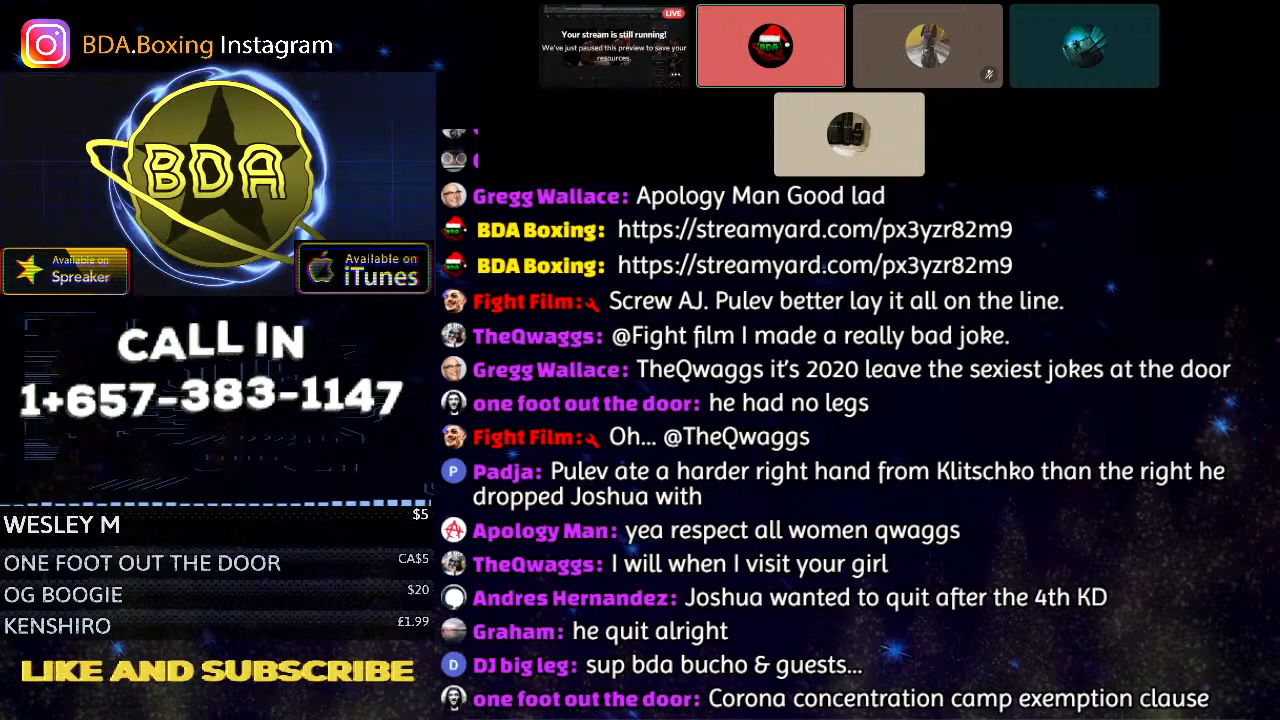 BDA.Boxing Instagram
LIVE
Your stream is still running!
We've just paused this preview to save your
resources.
BDA
BDA
Available on
Spreaker
Available on
iTunes
CALL IN
1+657-383-1147
WESLEY M $5
ONE FOOT OUT THE DOOR CA$5
OG BOOGIE $20
KENSHIRO £1.99
LIKE AND SUBSCRIBE
Gregg Wallace: Apology Man Good lad
BDA Boxing: https://streamyard.com/px3yzr82m9
BDA Boxing: https://streamyard.com/px3yzr82m9
Fight Film: Screw AJ. Pulev better lay it all on the line.
TheQwaggs: @Fight film I made a really bad joke.
Gregg Wallace: TheQwaggs it's 2020 leave the sexiest jokes at the door
one foot out the door: he had no legs
Fight Film: Oh... @TheQwaggs
P
Padja: Pulev ate a harder right hand from Klitschko than the right he
dropped Joshua with
Apology Man: yea respect all women qwaggs
TheQwaggs: I will when I visit your girl
Andres Hernandez: Joshua wanted to quit after the 4th KD
Graham: he quit alright
D
DJ big leg: sup bda bucho & guests...
one foot out the door: Corona concentration camp exemption clause